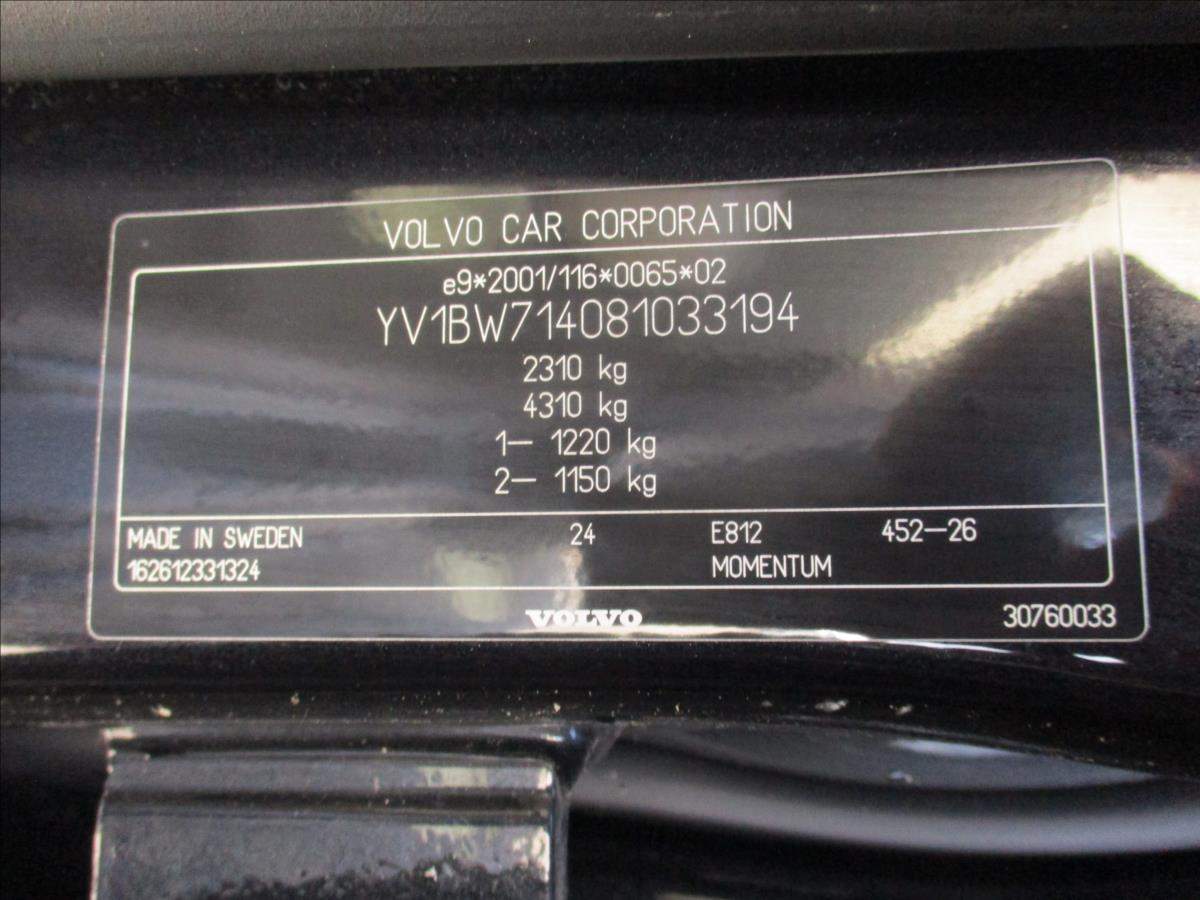 VOLVO CAR CORPORATION
e9*2001/116*0065*02
YV1BW714081033194
2310 kg
4310 kg
1– 1220 kg
2– 1150 kg
MADE IN SWEDEN 24 E812 452–26
162612331324 MOMENTUM
VOLVO 30760033